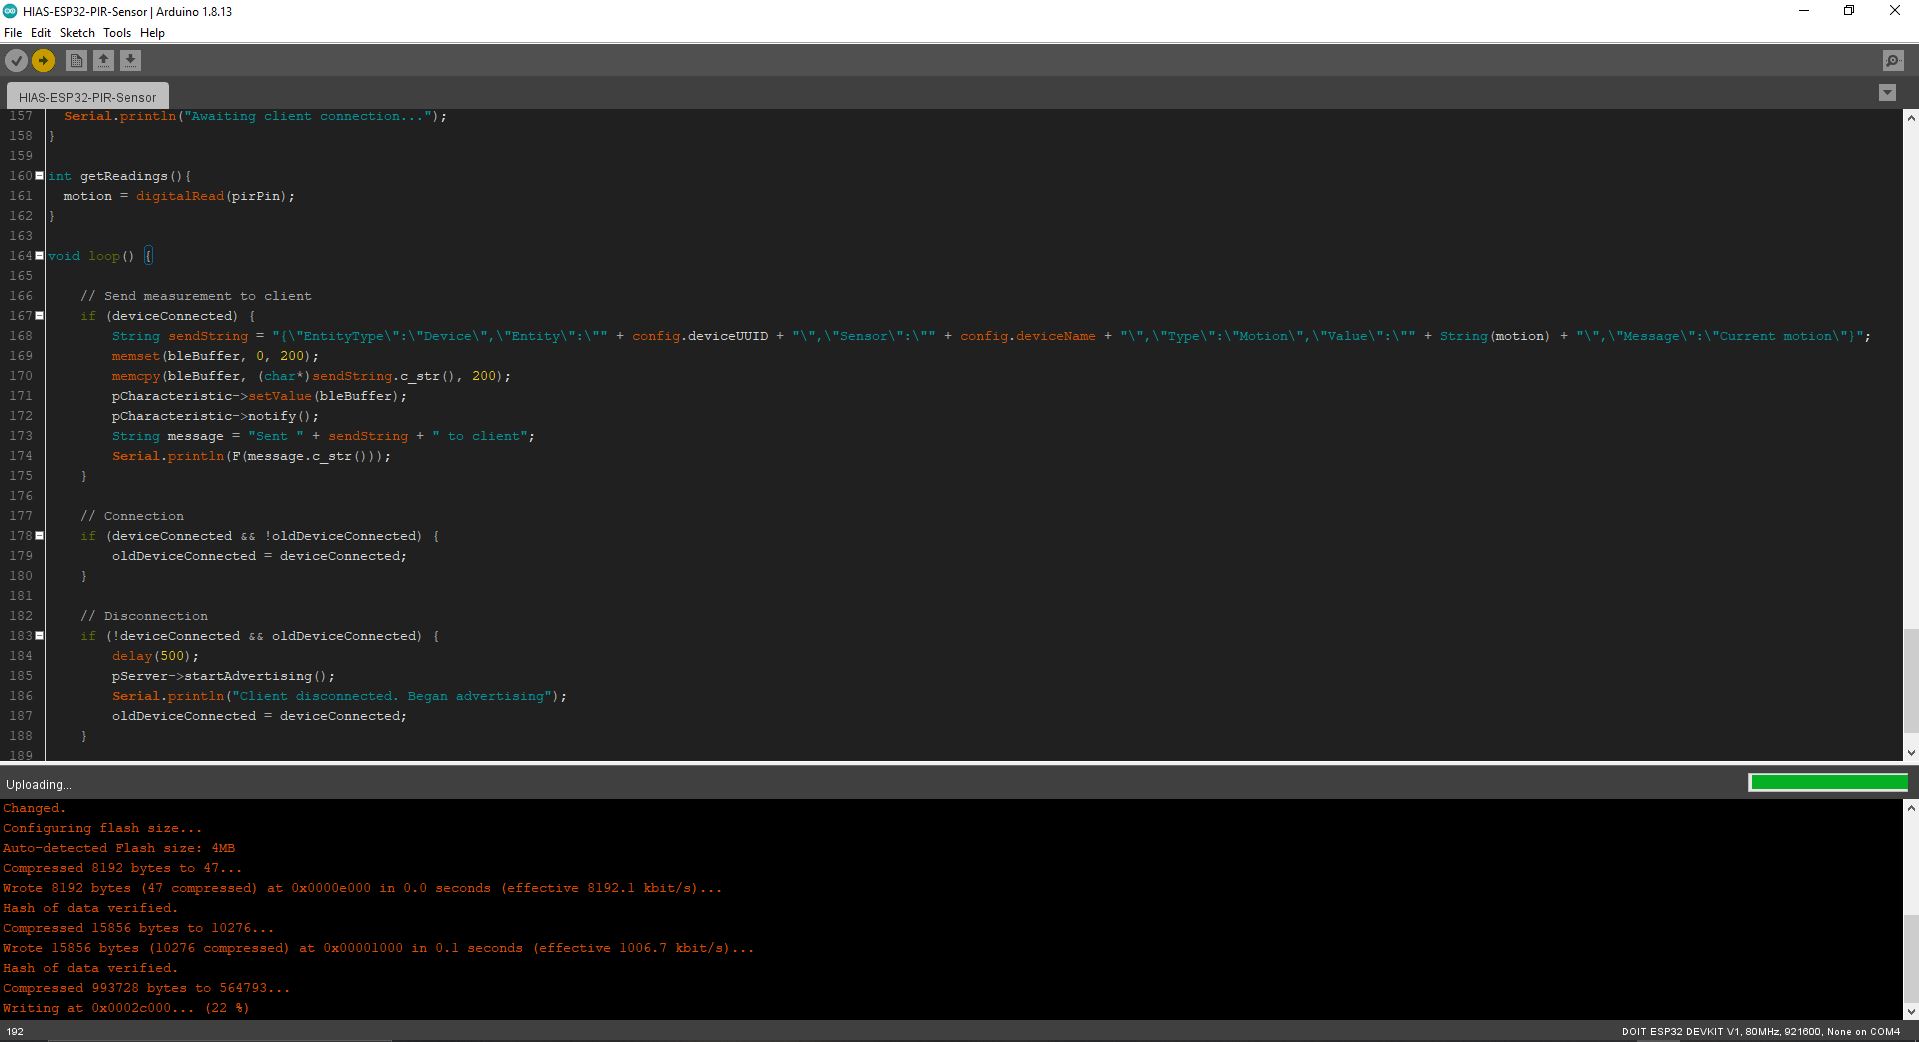 HIAS-ESP32-PIR-Sensor | Arduino 1.8.13
File Edit Sketch Tools Help
HIAS-ESP32-PIR-Sensor
157   Serial.println("Awaiting client connection...");
158 }
159
160 int getReadings(){
161   motion = digitalRead(pirPin);
162 }
163
164 void loop() {
165
166     // Send measurement to client
167     if (deviceConnected) {
168         String sendString = "{\"EntityType\":\"Device\",\"Entity\":\"" + config.deviceUUID + "\",\"Sensor\":\"" + config.deviceName + "\",\"Type\":\"Motion\",\"Value\":\"" + String(motion) + "\",\"Message\":\"Current motion\"}";
169         memset(bleBuffer, 0, 200);
170         memcpy(bleBuffer, (char*)sendString.c_str(), 200);
171         pCharacteristic->setValue(bleBuffer);
172         pCharacteristic->notify();
173         String message = "Sent " + sendString + " to client";
174         Serial.println(F(message.c_str()));
175     }
176
177     // Connection
178     if (deviceConnected && !oldDeviceConnected) {
179         oldDeviceConnected = deviceConnected;
180     }
181
182     // Disconnection
183     if (!deviceConnected && oldDeviceConnected) {
184         delay(500);
185         pServer->startAdvertising();
186         Serial.println("Client disconnected. Began advertising");
187         oldDeviceConnected = deviceConnected;
188     }
189
Uploading...
Changed.
Configuring flash size...
Auto-detected Flash size: 4MB
Compressed 8192 bytes to 47...
Wrote 8192 bytes (47 compressed) at 0x0000e000 in 0.0 seconds (effective 8192.1 kbit/s)...
Hash of data verified.
Compressed 15856 bytes to 10276...
Wrote 15856 bytes (10276 compressed) at 0x00001000 in 0.1 seconds (effective 1006.7 kbit/s)...
Hash of data verified.
Compressed 993728 bytes to 564793...
Writing at 0x0002c000... (22 %)
192
DOIT ESP32 DEVKIT V1, 80MHz, 921600, None on COM4